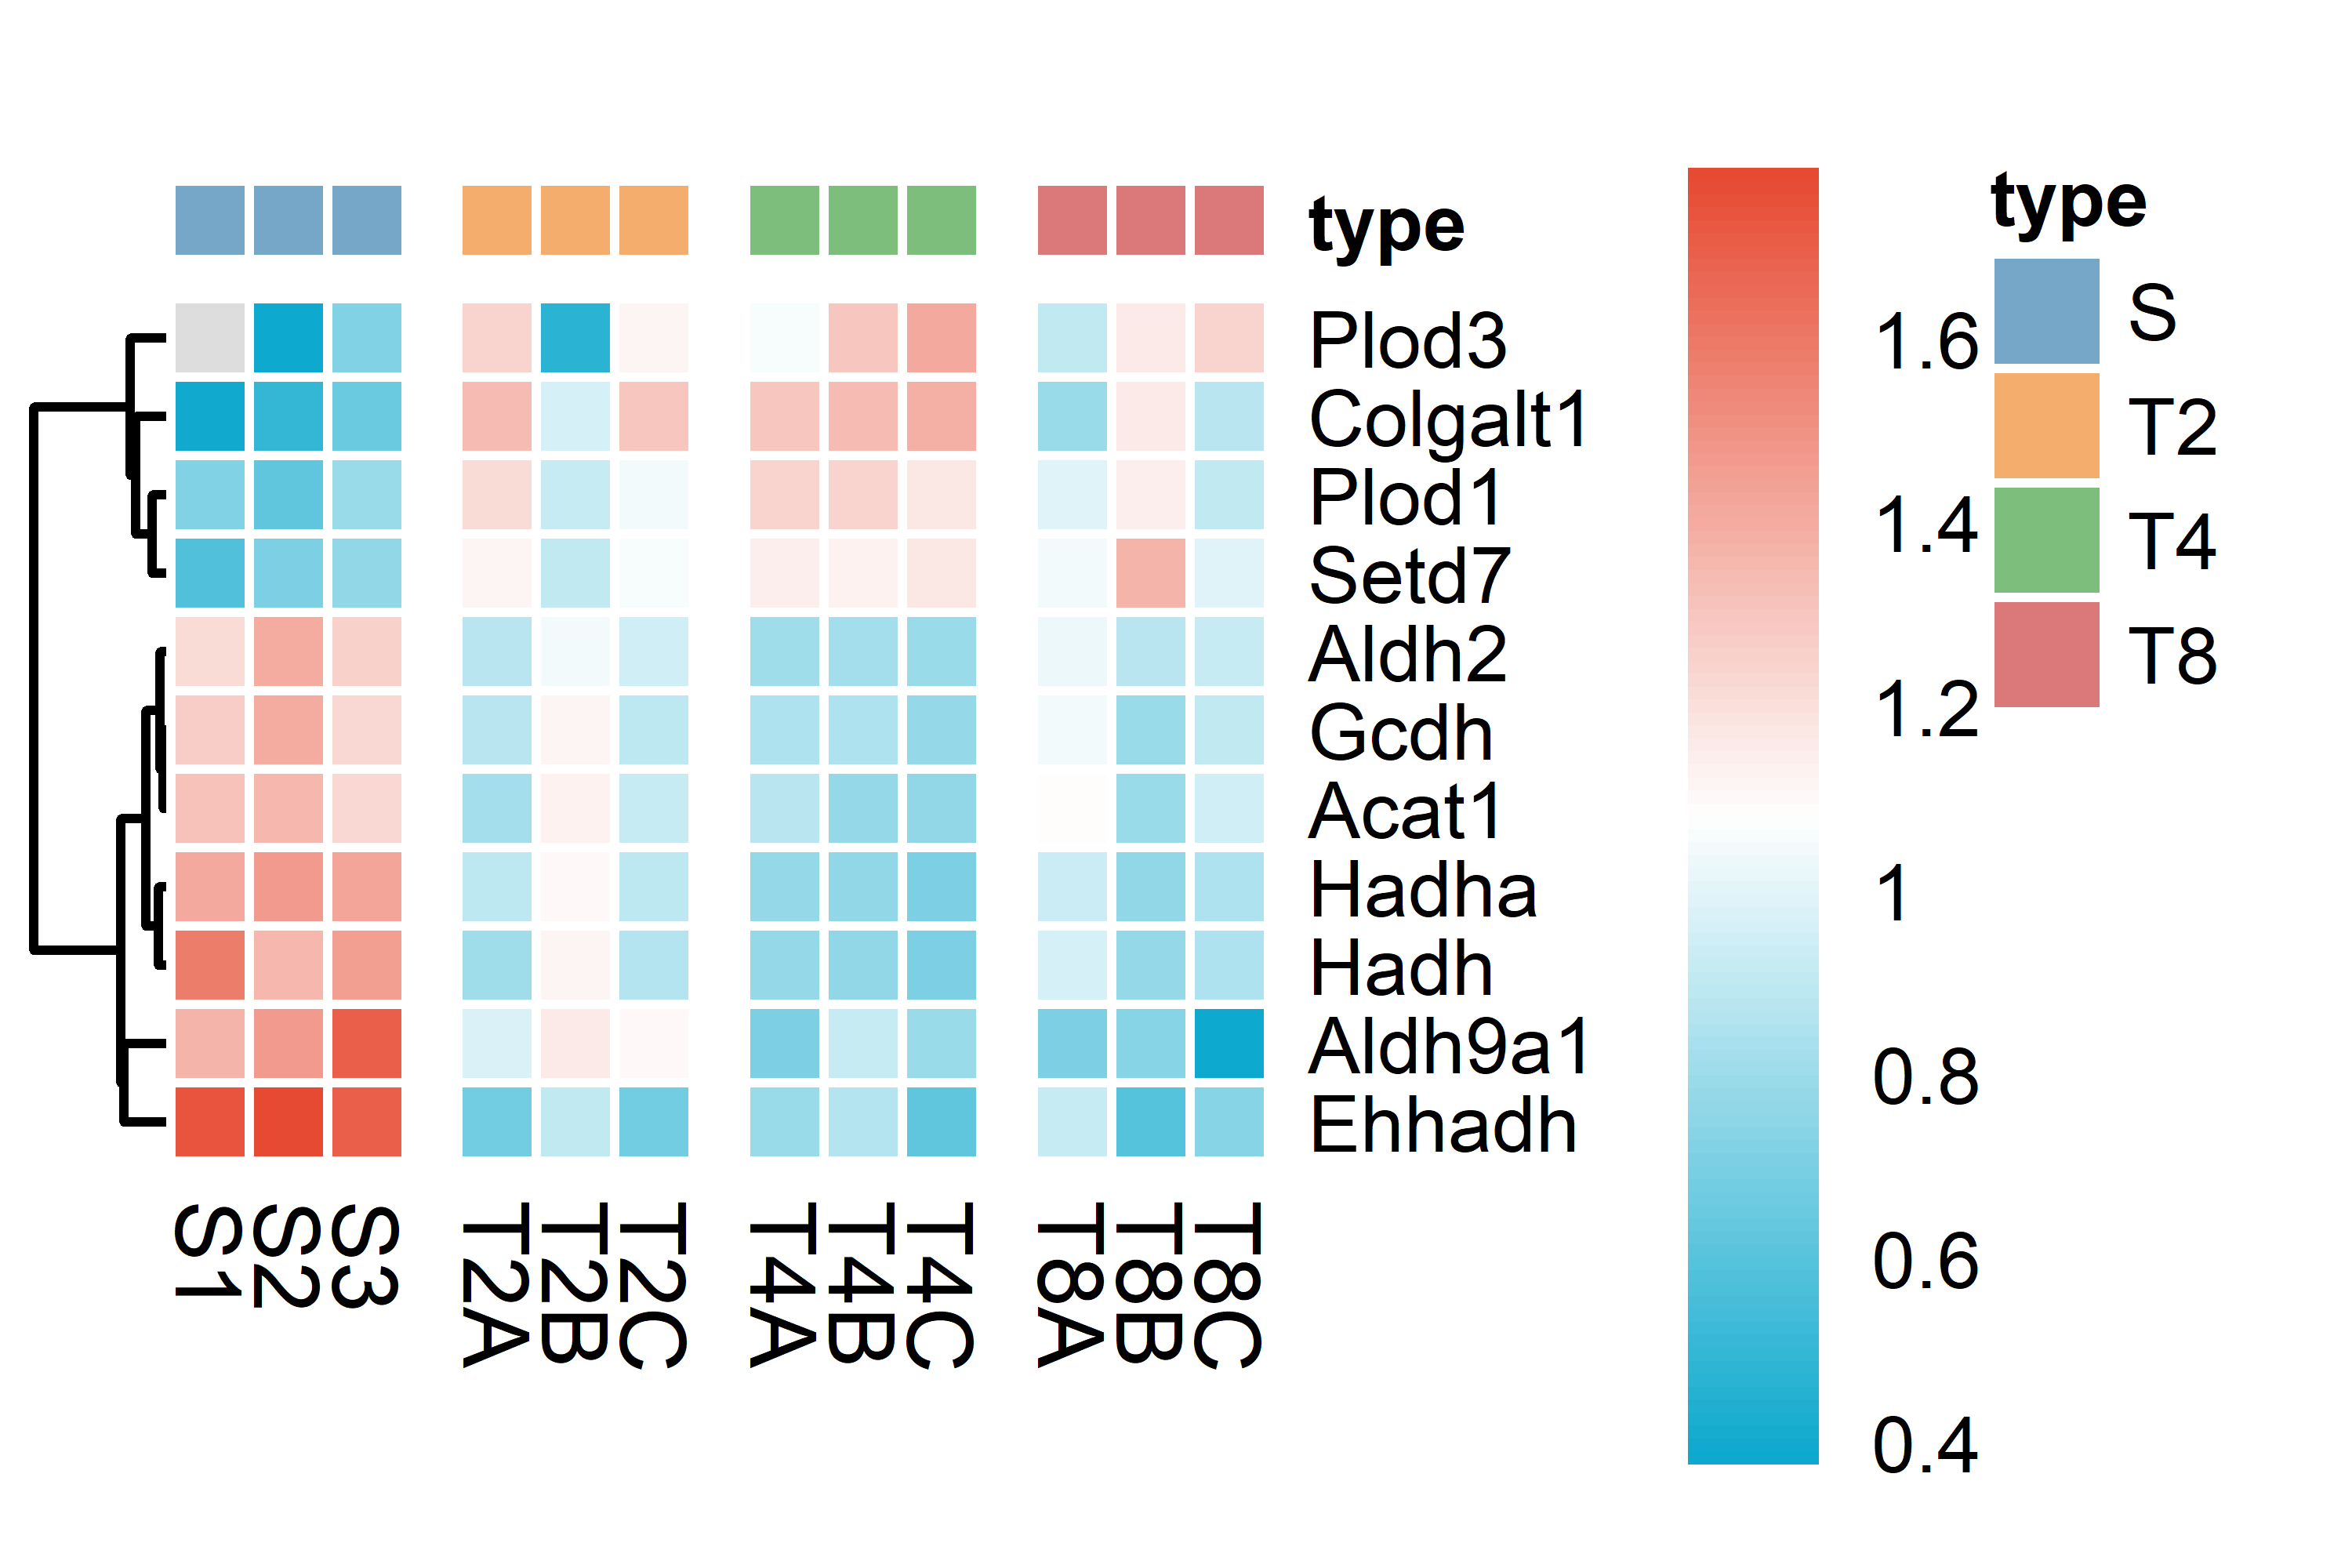 type
Plod3
Colgalt1
Plod1
Setd7
Aldh2
Gcdh
Acat1
Hadha
Hadh
Aldh9a1
Ehhadh
S1
S2
S3
T2A
T2B
T2C
T4A
T4B
T4C
T8A
T8B
T8C
1.6
1.4
1.2
1
0.8
0.6
0.4
type
S
T2
T4
T8